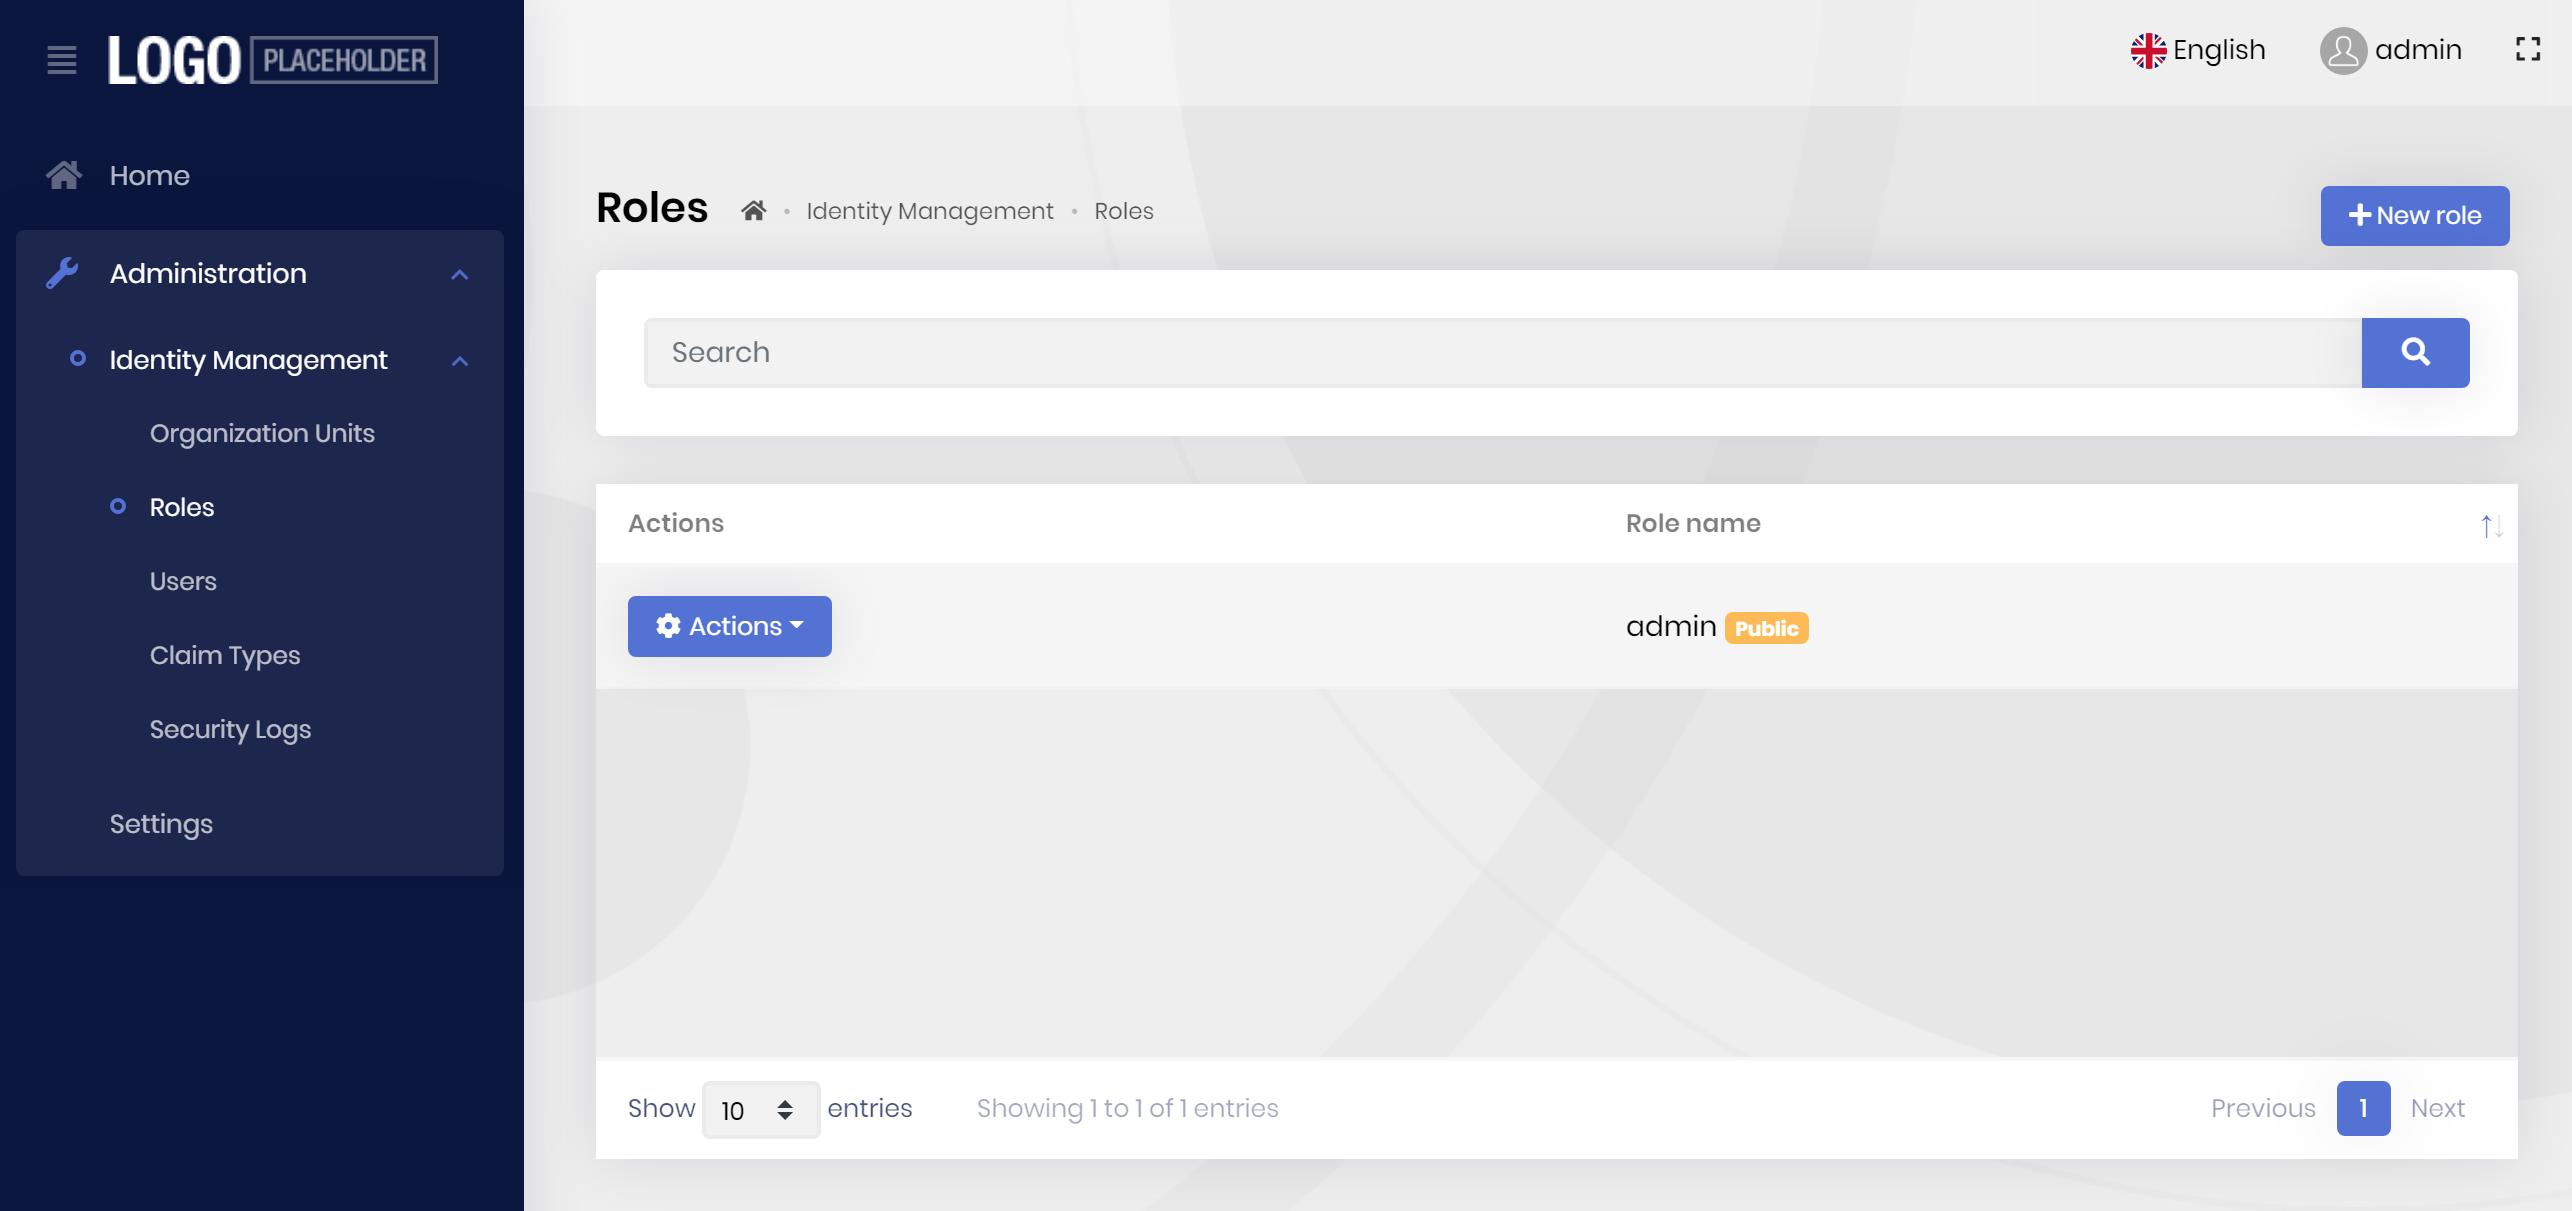 LOGO PLACEHOLDER
English
admin
Home
Administration
Identity Management
Organization Units
Roles
Users
Claim Types
Security Logs
Settings
Roles
Identity Management
Roles
New role
Search
Actions
Role name
Actions
admin Public
Show 10 entries
Showing 1 to 1 of 1 entries
Previous
1
Next